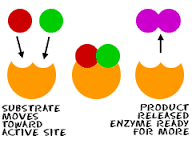 SUBSTRATE
MOVES
TOWARD
ACTIVE SITE
PRODUCT
RELEASED
ENZYME READY
FOR MORE